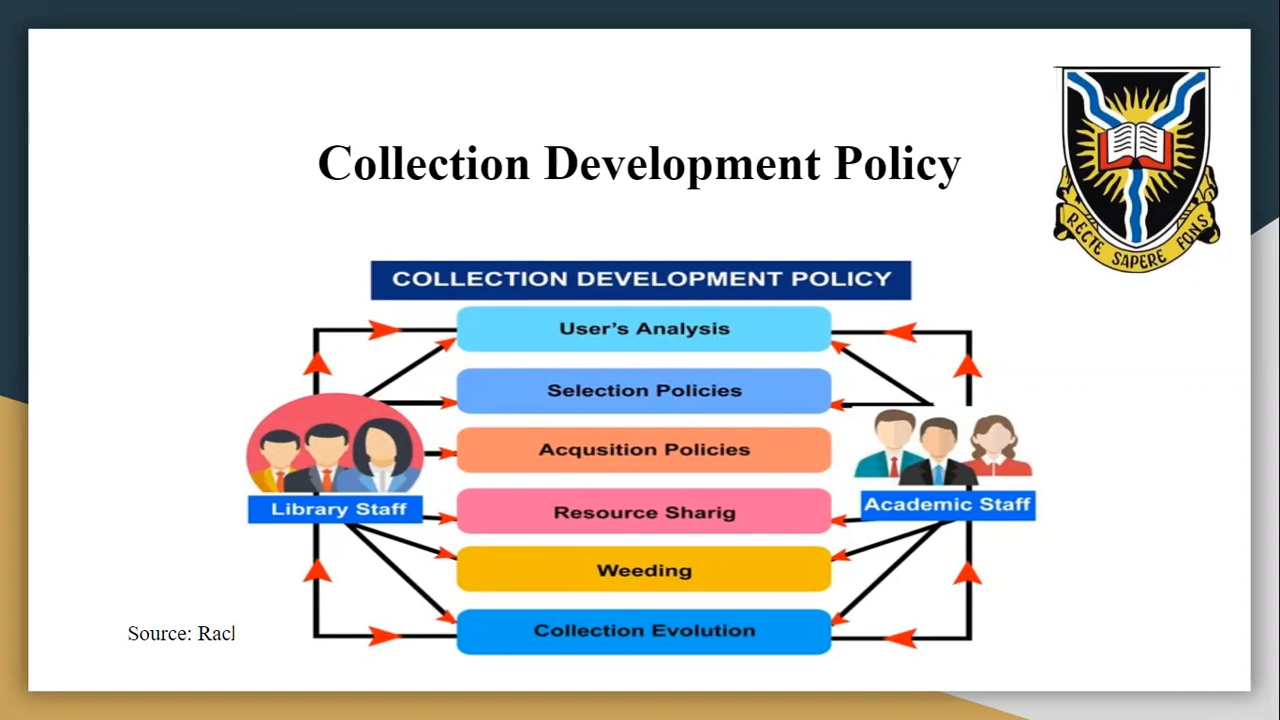 Collection Development Policy
RECTE SAPERE FONS
COLLECTION DEVELOPMENT POLICY
User's Analysis
Selection Policies
Acqusition Policies
Library Staff
Resource Sharig
Academic Staff
Weeding
Collection Evolution
Source: